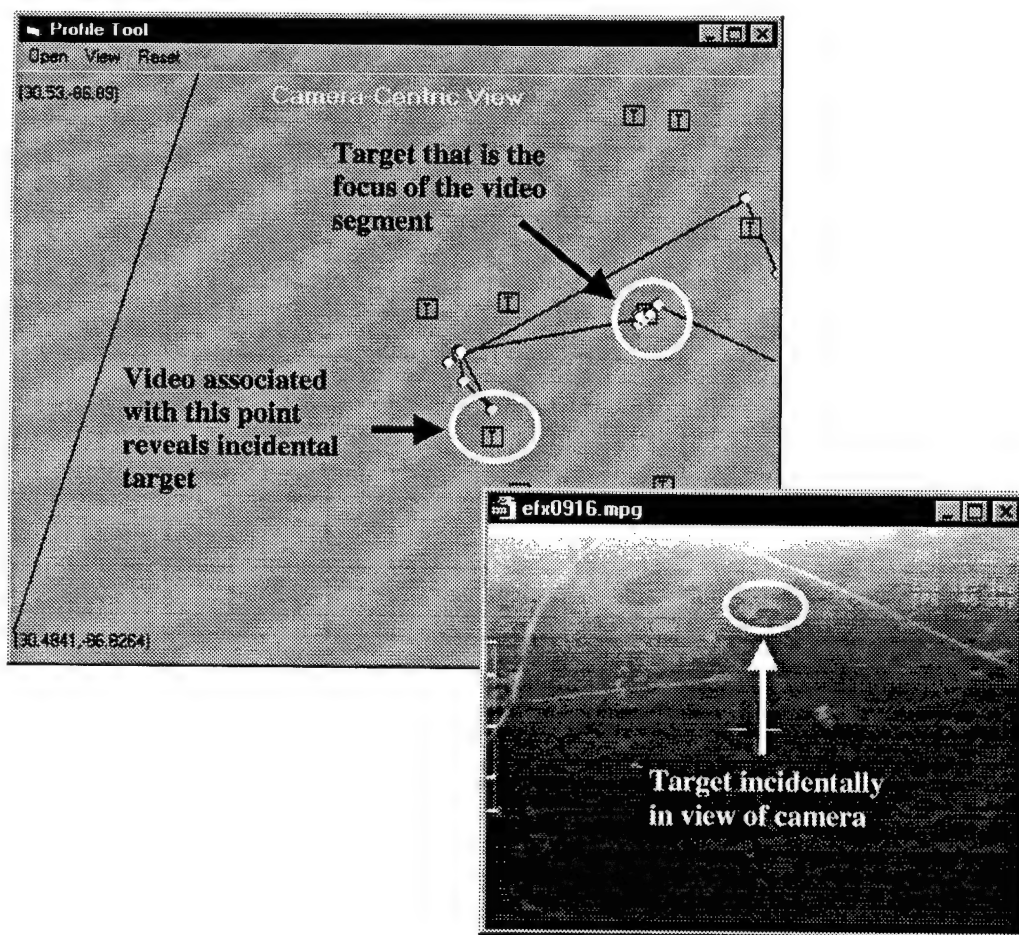 Profile Tool
Open View Reset
(30.53,-86.89)
Camera-Centric View
T T
Target that is the
focus of the video
segment
T
T T
Video associated
with this point
reveals incidental
target
T
T
(30.4841,-86.8264)
efx0916.mpg
Target incidentally
in view of camera